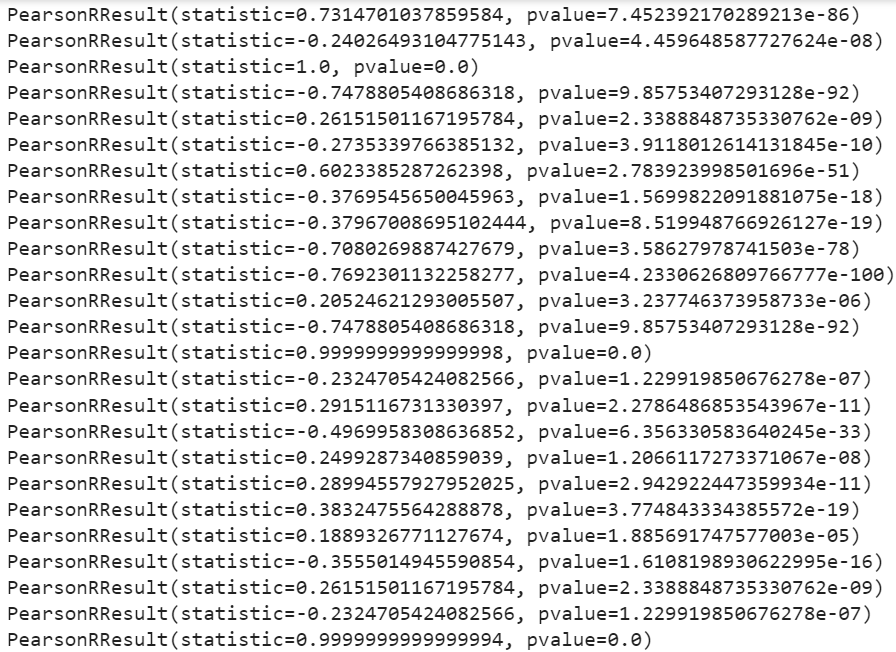 PearsonRResult(statistic=0.7314701037859584, pvalue=7.452392170289213e-86)
PearsonRResult(statistic=-0.24026493104775143, pvalue=4.459648587727624e-08)
PearsonRResult(statistic=1.0, pvalue=0.0)
PearsonRResult(statistic=-0.7478805408686318, pvalue=9.85753407293128e-92)
PearsonRResult(statistic=0.26151501167195784, pvalue=2.3388848735330762e-09)
PearsonRResult(statistic=-0.2735339766385132, pvalue=3.9118012614131845e-10)
PearsonRResult(statistic=0.6023385287262398, pvalue=2.783923998501696e-51)
PearsonRResult(statistic=-0.3769545650045963, pvalue=1.5699822091881075e-18)
PearsonRResult(statistic=-0.37967008695102444, pvalue=8.519948766926127e-19)
PearsonRResult(statistic=-0.7080269887427679, pvalue=3.58627978741503e-78)
PearsonRResult(statistic=-0.7692301132258277, pvalue=4.2330626809766777e-100)
PearsonRResult(statistic=0.20524621293005507, pvalue=3.237746373958733e-06)
PearsonRResult(statistic=-0.7478805408686318, pvalue=9.85753407293128e-92)
PearsonRResult(statistic=0.9999999999999998, pvalue=0.0)
PearsonRResult(statistic=-0.2324705424082566, pvalue=1.229919850676278e-07)
PearsonRResult(statistic=0.2915116731330397, pvalue=2.2786486853543967e-11)
PearsonRResult(statistic=-0.4969958308636852, pvalue=6.356330583640245e-33)
PearsonRResult(statistic=0.2499287340859039, pvalue=1.2066117273371067e-08)
PearsonRResult(statistic=0.28994557927952025, pvalue=2.942922447359934e-11)
PearsonRResult(statistic=0.3832475564288878, pvalue=3.774843334385572e-19)
PearsonRResult(statistic=0.1889326771127674, pvalue=1.885691747577003e-05)
PearsonRResult(statistic=-0.3555014945590854, pvalue=1.6108198930622995e-16)
PearsonRResult(statistic=0.26151501167195784, pvalue=2.3388848735330762e-09)
PearsonRResult(statistic=-0.2324705424082566, pvalue=1.229919850676278e-07)
PearsonRResult(statistic=0.9999999999999994, pvalue=0.0)